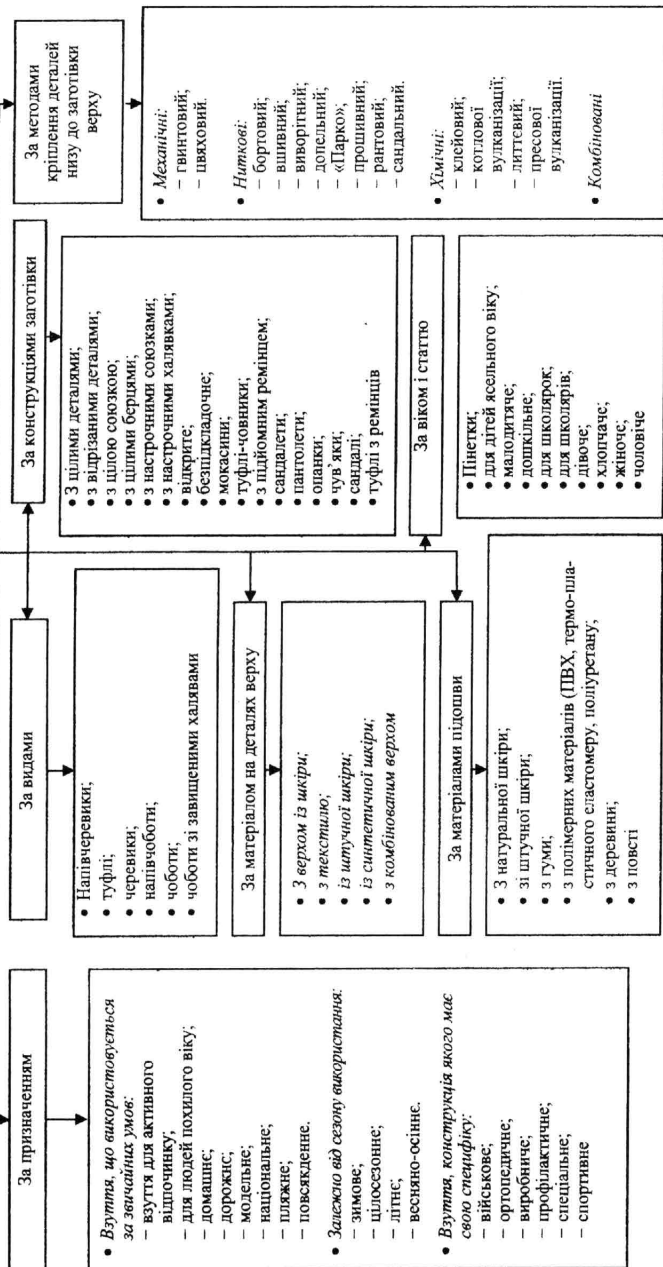 За призначенням
• Взуття, що використовується
за звичайних умов:
– взуття для активного
відпочинку;
– для людей похилого віку;
– домашнє;
– дорожнє;
– модельне;
– національне;
– пляжне;
– повсякденне.
• Залежно від сезону використання:
– зимове;
– цілосезонне;
– літнє;
– весняно-осіннє.
• Взуття, конструкція якого має
свою специфіку:
– військове;
– ортопедичне;
– виробниче;
– профілактичне;
– спеціальне;
– спортивне
За видами
• Напівчеревики;
• туфлі;
• черевики;
• напівчоботи;
• чоботи;
• чоботи зі завищеними халявами
За матеріалом на деталях верху
• З верхом із шкіри;
• з текстилю;
• із штучної шкіри;
• із синтетичної шкіри;
• з комбінованим верхом
За матеріалами підошви
• З натуральної шкіри;
• зі штучної шкіри;
• з гуми;
• з полімерних матеріалів (ПВХ, термо-пла-
стичного еластомеру, поліуретану;
• з деревини;
• з повсті
За конструкціями заготівки
• З цілими деталями;
• з відрізаними деталями;
• з цілою союзкою;
• з цілими берцями;
• з настрочними союзками;
• з настрочними халявками;
• відкрите;
• безпідкладочне;
• мокасини;
• туфлі-човники;
• з підйомним ремінцем;
• сандалети;
• пантолети;
• опанки;
• чув’яки;
• сандалі;
• туфлі з ремінців
За віком і статтю
• Пінетки;
• для дітей ясельного віку;
• малодитяче;
• дошкільне;
• для школярок;
• для школярів;
• дівоче;
• хлопчаче;
• жіноче;
• чоловіче
За методами
кріплення деталей
низу до заготівки
верху
• Механічні:
– гвинтовий;
– цвяховий.
• Ниткові:
– бортовий;
– вшивний;
– виворітний;
– допельний;
– «Парко»;
– прошивний;
– рантовий;
– сандальний.
• Хімічні:
– клейовий;
– котлової
вулканізації;
– литтєвий;
– пресової
вулканізації.
• Комбіновані